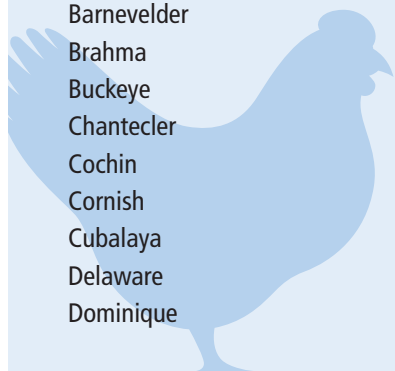 Barnevelder
Brahma
Buckeye
Chantecler
Cochin
Cornish
Cubalaya
Delaware
Dominique